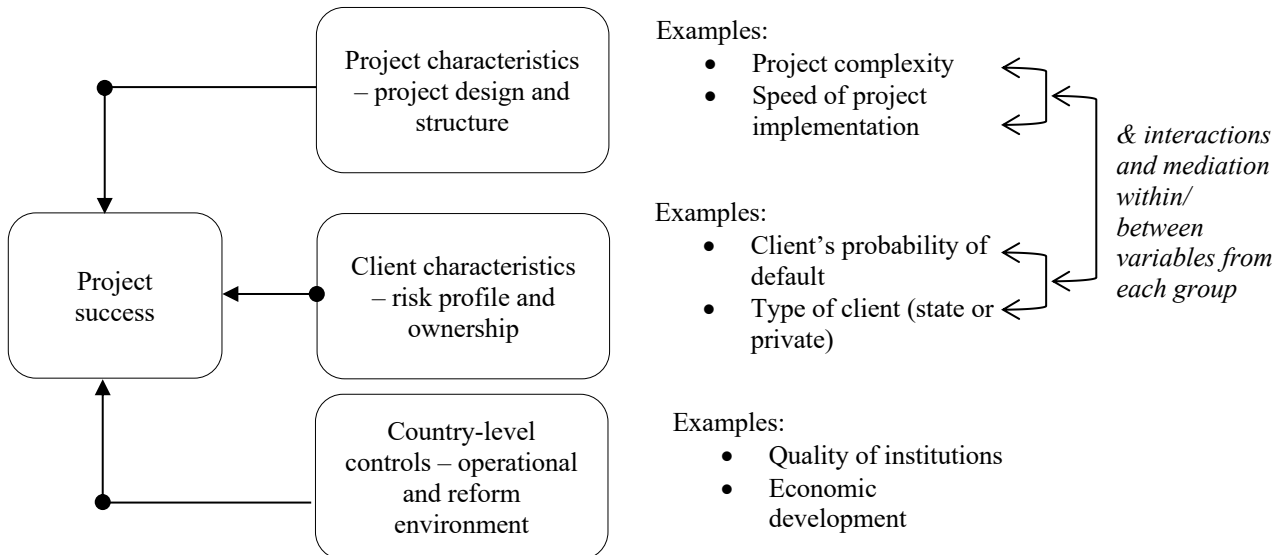 Project characteristics
– project design and
structure
Examples:
• Project complexity
• Speed of project
implementation
& interactions
and mediation
within/
between
variables from
each group
Project
success
Client characteristics
– risk profile and
ownership
Examples:
• Client’s probability of
default
• Type of client (state or
private)
Country-level
controls – operational
and reform
environment
Examples:
• Quality of institutions
• Economic
development